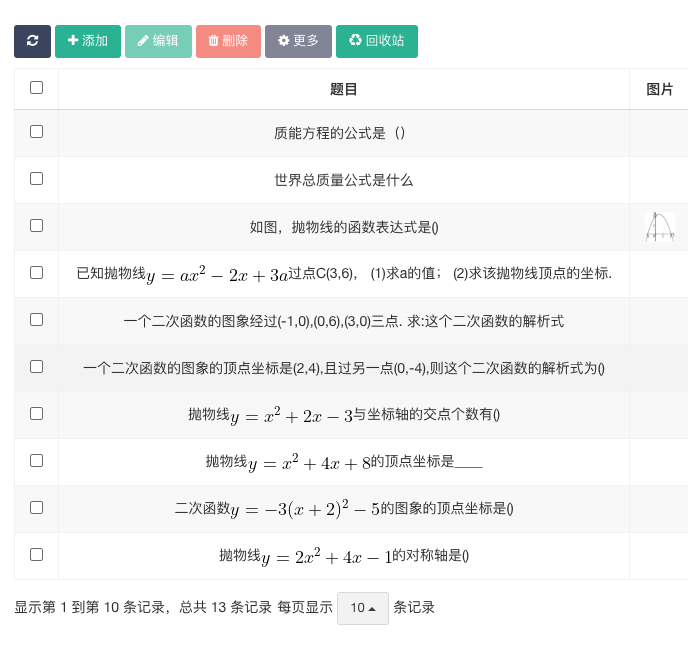 添加 编辑 删除 更多 回收站
题目 图片
质能方程的公式是（）
世界总质量公式是什么
如图，抛物线的函数表达式是()
已知抛物线y = ax² − 2x + 3a过点C(3,6)， (1)求a的值； (2)求该抛物线顶点的坐标.
一个二次函数的图象经过(-1,0),(0,6),(3,0)三点. 求:这个二次函数的解析式
一个二次函数的图象的顶点坐标是(2,4),且过另一点(0,-4),则这个二次函数的解析式为()
抛物线y = x² + 2x − 3与坐标轴的交点个数有()
抛物线y = x² + 4x + 8的顶点坐标是____
二次函数y = −3(x + 2)² − 5的图象的顶点坐标是()
抛物线y = 2x² + 4x − 1的对称轴是()
显示第 1 到第 10 条记录，总共 13 条记录 每页显示 10 条记录